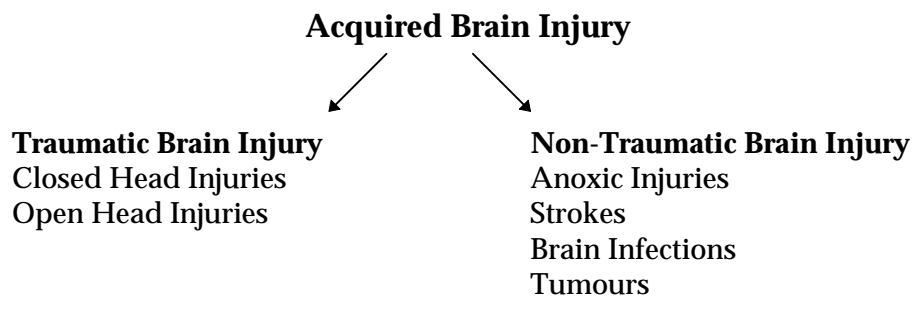 Acquired Brain Injury
Traumatic Brain Injury
Closed Head Injuries
Open Head Injuries
Non-Traumatic Brain Injury
Anoxic Injuries
Strokes
Brain Infections
Tumours